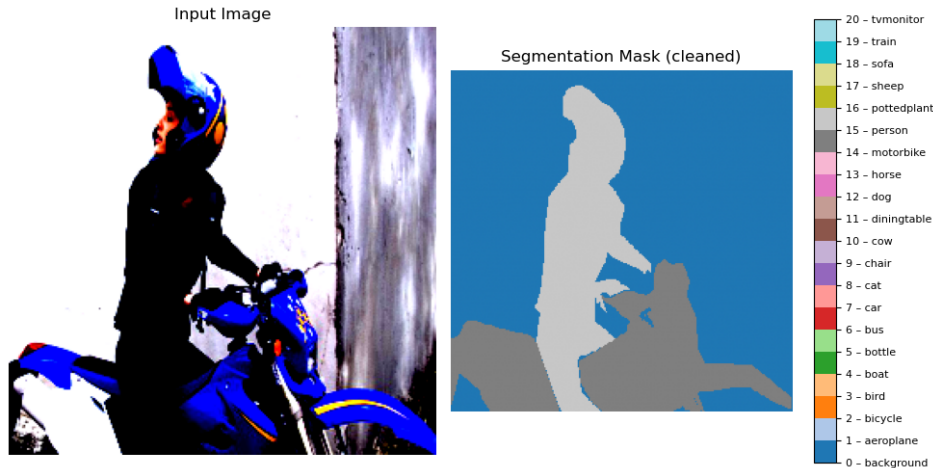 Input Image
Segmentation Mask (cleaned)
20 – tvmonitor
19 – train
18 – sofa
17 – sheep
16 – pottedplant
15 – person
14 – motorbike
13 – horse
12 – dog
11 – diningtable
10 – cow
9 – chair
8 – cat
7 – car
6 – bus
5 – bottle
4 – boat
3 – bird
2 – bicycle
1 – aeroplane
0 – background